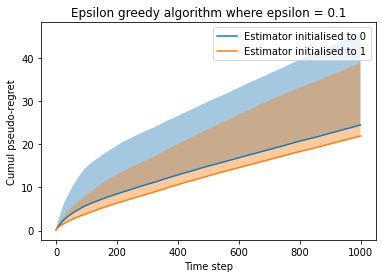 Epsilon greedy algorithm where epsilon = 0.1
Estimator initialised to 0
Estimator initialised to 1
Cumul pseudo-regret
40
30
20
10
0
0 200 400 600 800 1000
Time step